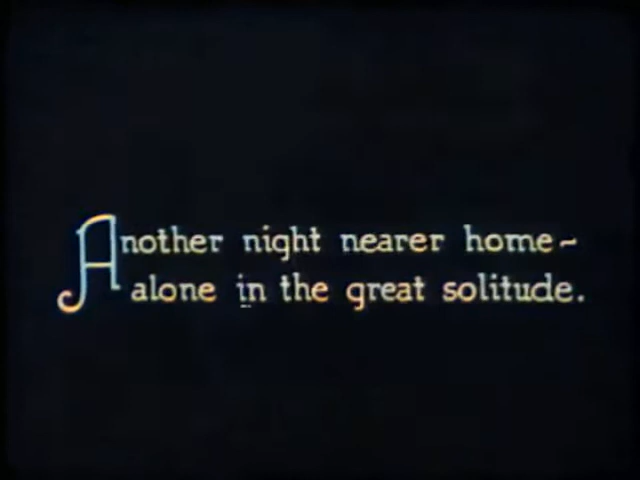 Another night nearer home~
alone in the great solitude.